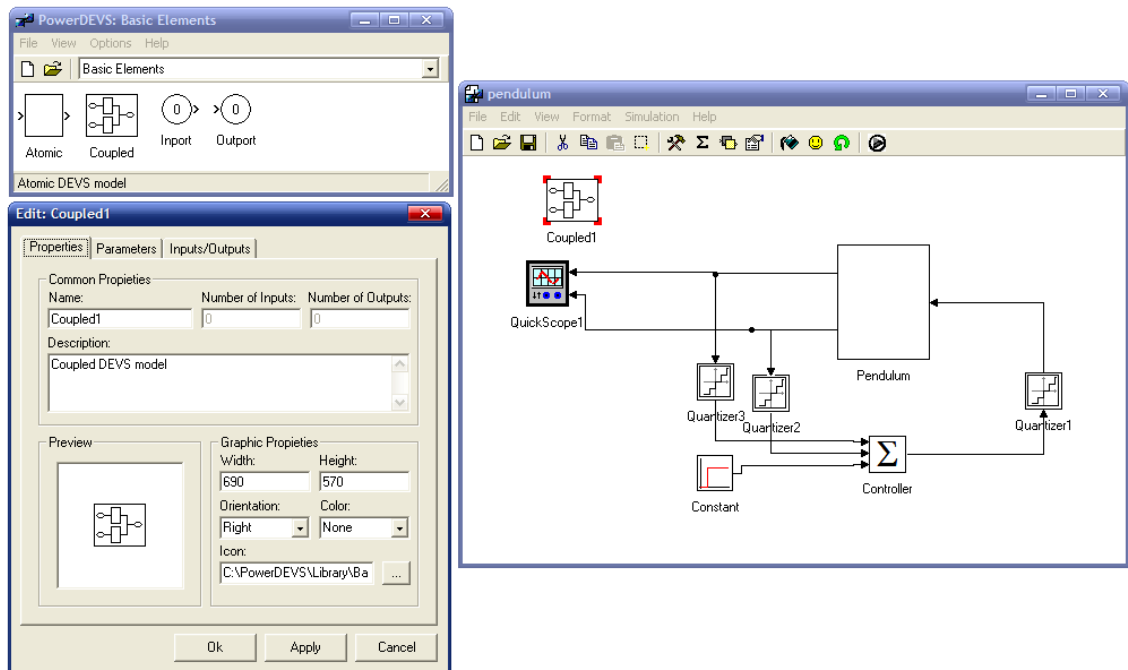 PowerDEVS: Basic Elements
File View Options Help
Basic Elements
0 0
Atomic Coupled Inport Outport
Atomic DEVS model
Edit: Coupled1
Properties Parameters Inputs/Outputs
Common Propieties
Name: Number of Inputs: Number of Outputs:
Coupled1 0 0
Description:
Coupled DEVS model
Preview
Graphic Propieties
Width: Height:
690 570
Orientation: Color:
Right None
Icon:
C:\PowerDEVS\Library\Ba ...
Ok Apply Cancel
pendulum
File Edit View Format Simulation Help
Σ
Coupled1
QuickScope1
Pendulum
Quantizer3
Quantizer2
Quantizer1
Σ
Controller
Constant